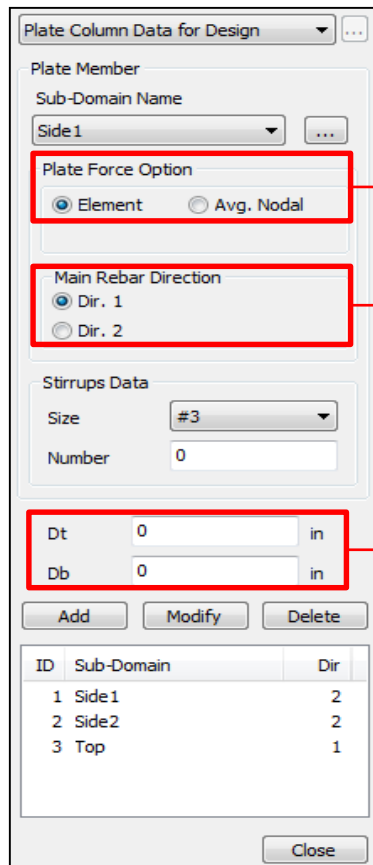 Plate Column Data for Design ...
Plate Member
Sub-Domain Name
Side1 ...
Plate Force Option
Element Avg. Nodal
Main Rebar Direction
Dir. 1
Dir. 2
Stirrups Data
Size #3
Number 0
Dt 0 in
Db 0 in
Add Modify Delete
ID Sub-Domain Dir
1 Side1 2
2 Side2 2
3 Top 1
Close